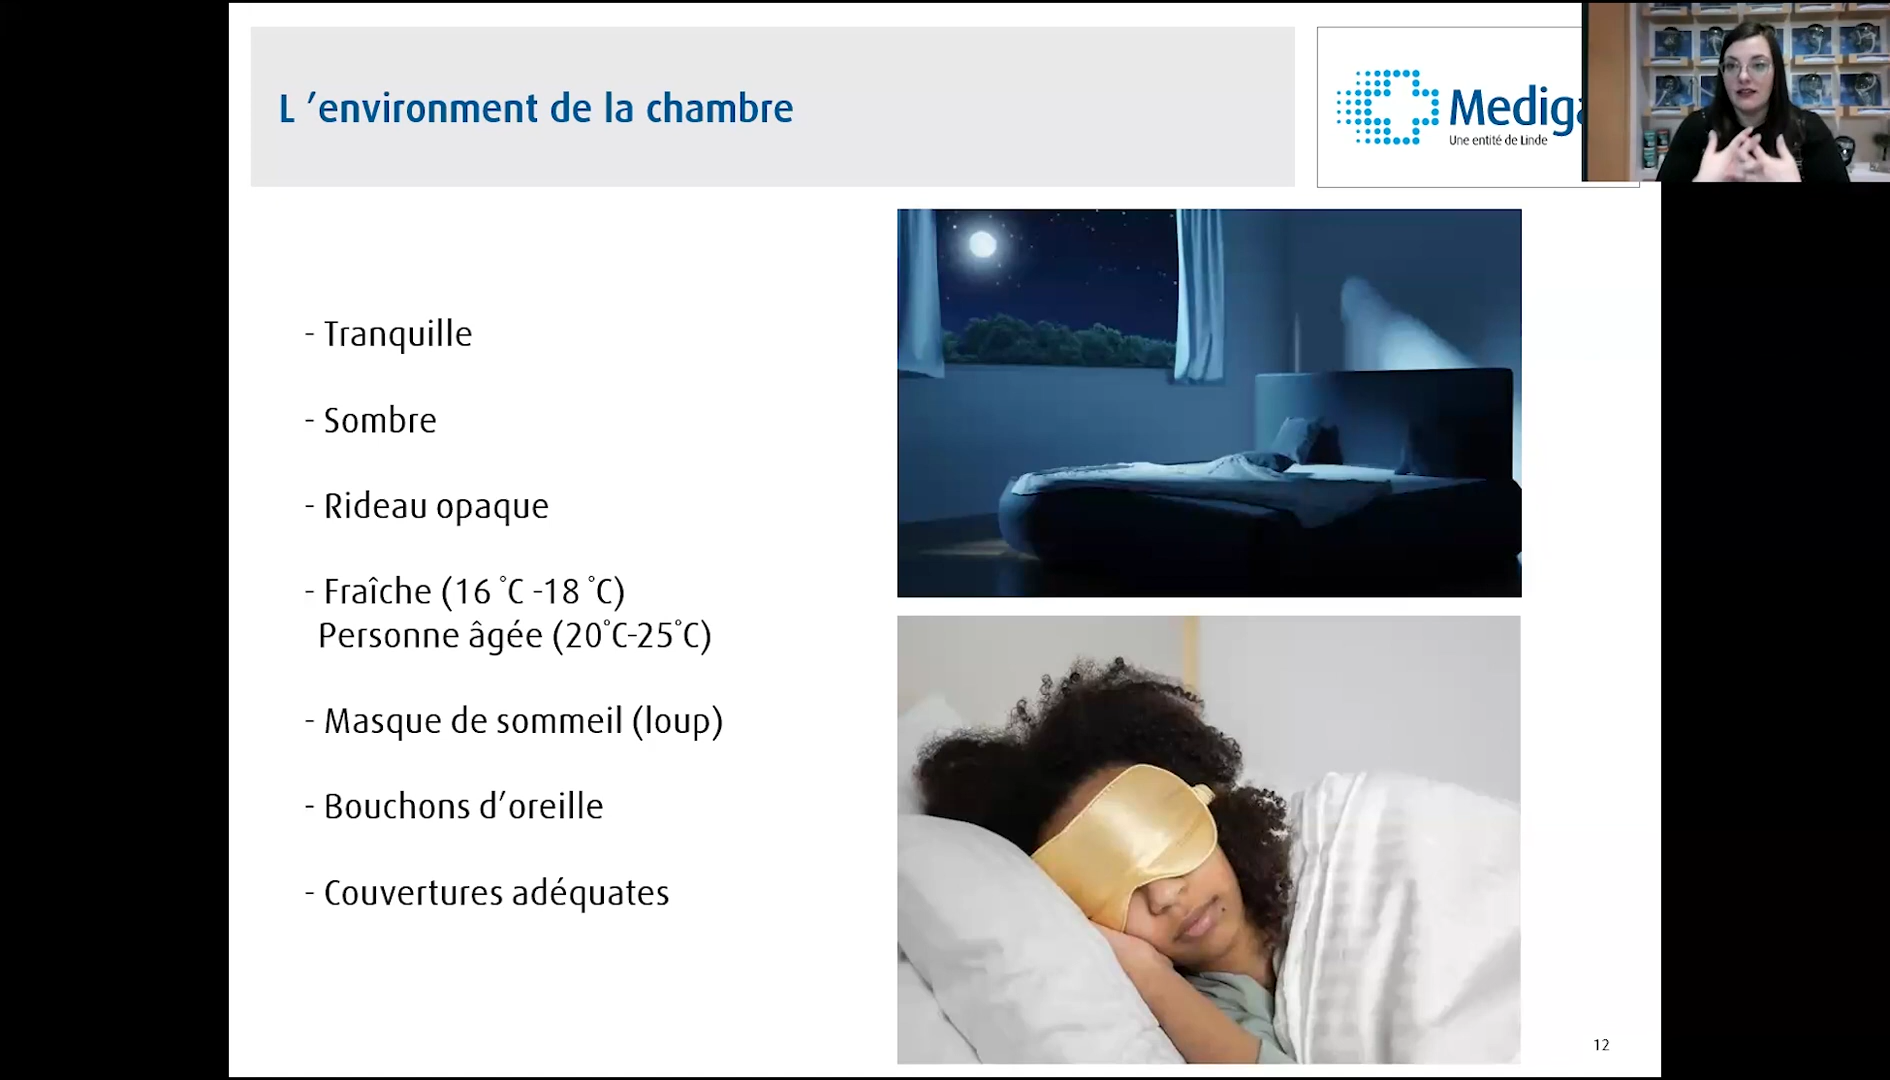 L ’environment de la chambre
Une entité de Linde
- Tranquille
- Sombre
- Rideau opaque
- Fraîche (16 °C -18 °C)
Personne âgée (20°C-25°C)
- Masque de sommeil (loup)
- Bouchons d’oreille
- Couvertures adéquates
12